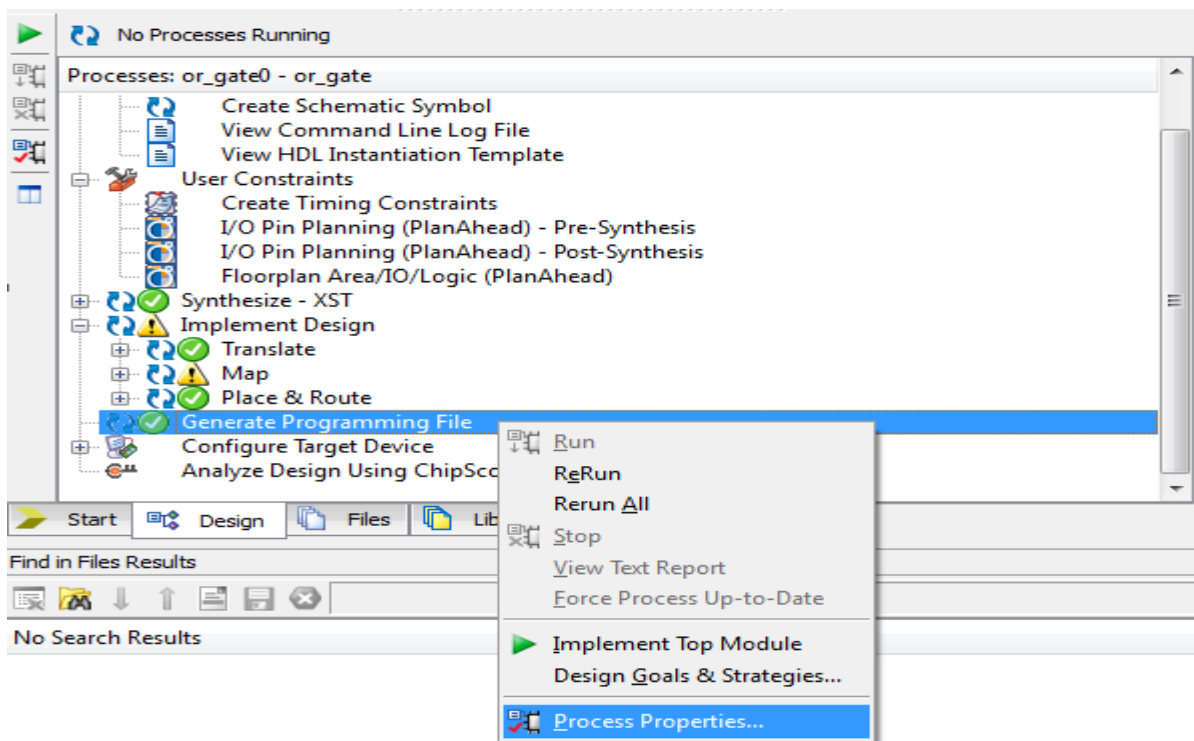 No Processes Running
Processes: or_gate0 - or_gate
Create Schematic Symbol
View Command Line Log File
View HDL Instantiation Template
User Constraints
Create Timing Constraints
I/O Pin Planning (PlanAhead) - Pre-Synthesis
I/O Pin Planning (PlanAhead) - Post-Synthesis
Floorplan Area/IO/Logic (PlanAhead)
Synthesize - XST
Implement Design
Translate
Map
Place & Route
Generate Programming File
Configure Target Device
Analyze Design Using ChipSco
Start Design Files Lib
Find in Files Results
No Search Results
Run
ReRun
Rerun All
Stop
View Text Report
Force Process Up-to-Date
Implement Top Module
Design Goals & Strategies...
Process Properties...